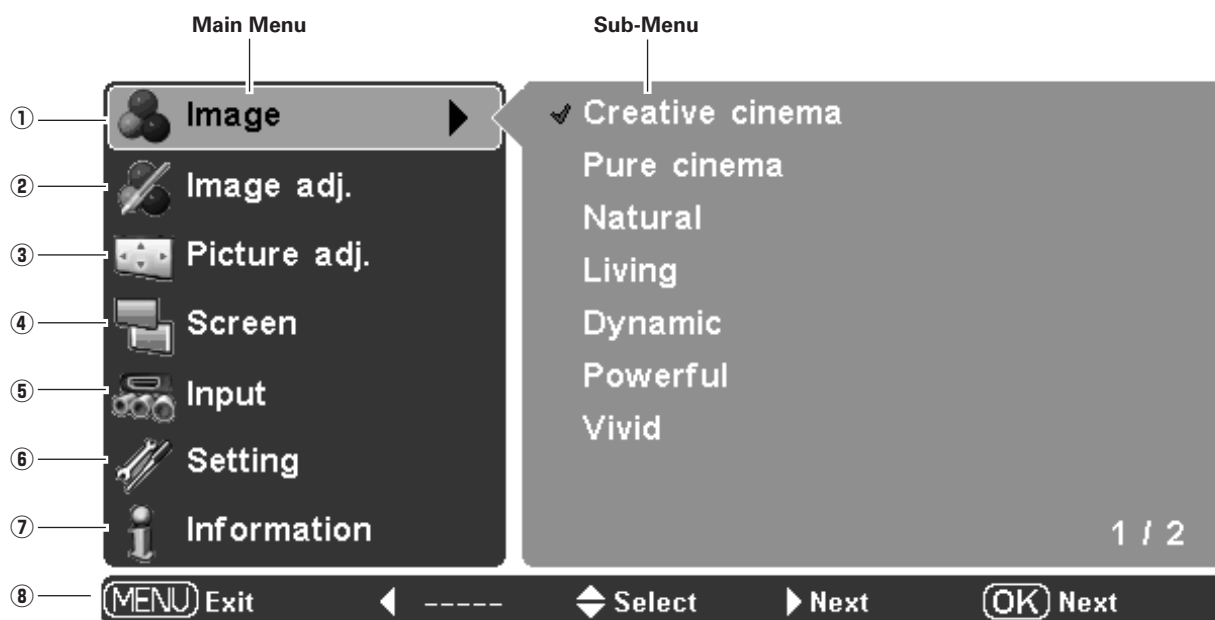 Main Menu
Sub-Menu
① Image
② Image adj.
③ Picture adj.
④ Screen
⑤ Input
⑥ Setting
⑦ Information
Creative cinema
Pure cinema
Natural
Living
Dynamic
Powerful
Vivid
1 / 2
⑧ MENU Exit ----- Select Next OK Next